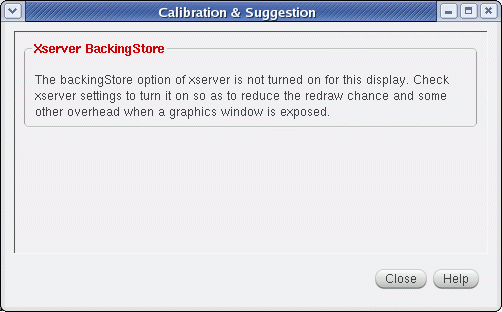 Calibration & Suggestion
Xserver BackingStore
The backingStore option of xserver is not turned on for this display. Check
xserver settings to turn it on so as to reduce the redraw chance and some
other overhead when a graphics window is exposed.
Close Help